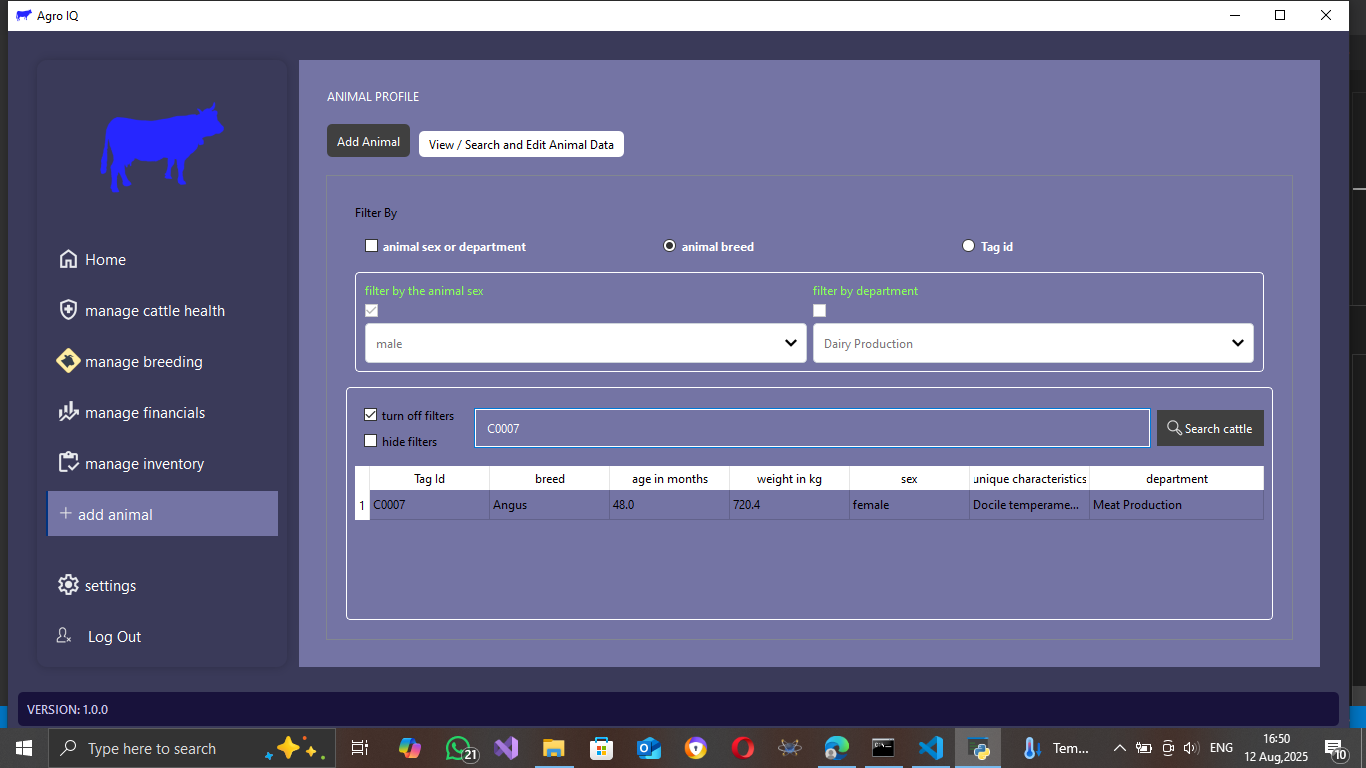 Agro IQ
ANIMAL PROFILE
Add Animal
View / Search and Edit Animal Data
Filter By
animal sex or department
animal breed
Tag id
filter by the animal sex
filter by department
male
Dairy Production
turn off filters
hide filters
C0007
Search cattle
Tag Id breed age in months weight in kg sex unique characteristics department
1 C0007 Angus 48.0 720.4 female Docile temperame... Meat Production
Home
manage cattle health
manage breeding
manage financials
manage inventory
add animal
settings
Log Out
VERSION: 1.0.0
Type here to search
21
Tem...
ENG
16:50
12 Aug,2025
10